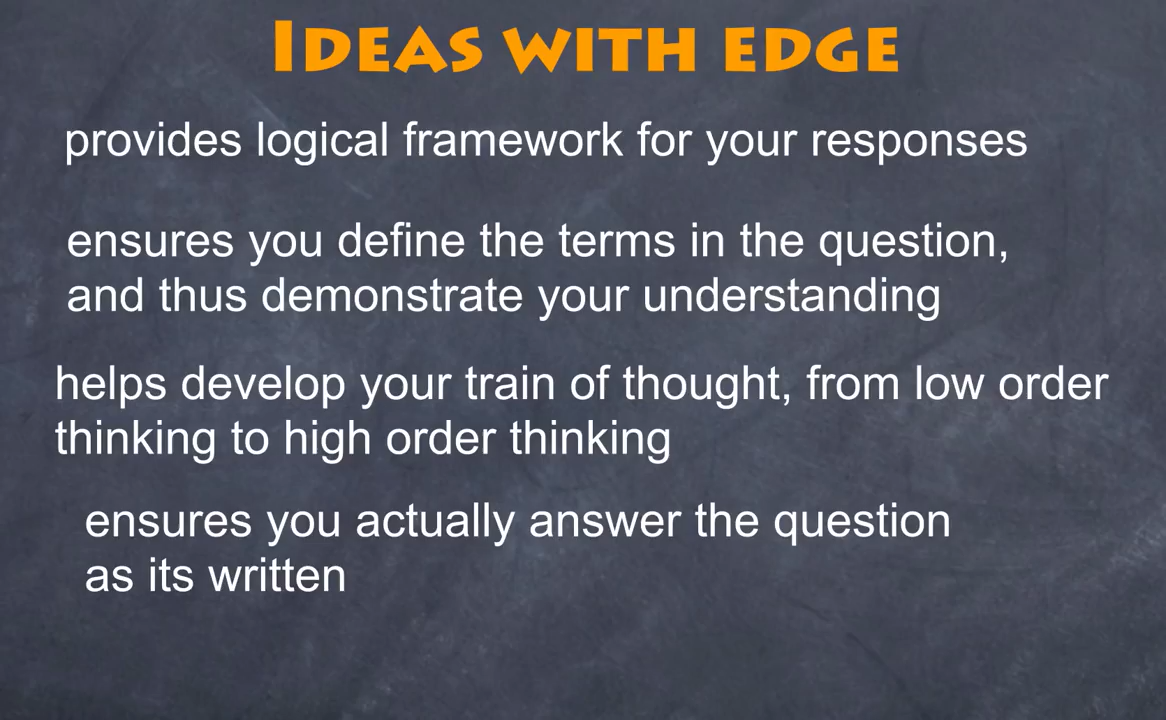 Ideas with edge
provides logical framework for your responses
ensures you define the terms in the question,
and thus demonstrate your understanding
helps develop your train of thought, from low order
thinking to high order thinking
ensures you actually answer the question
as its written